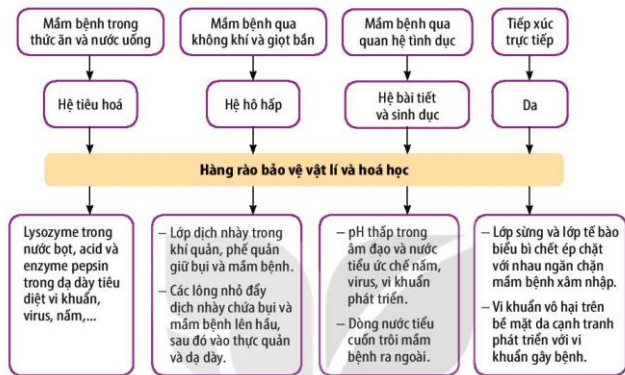 Mầm bệnh trong
thức ăn và nước uống
Mầm bệnh qua
không khí và giọt bắn
Mầm bệnh qua
quan hệ tình dục
Tiếp xúc
trực tiếp
Hệ tiêu hoá
Hệ hô hấp
Hệ bài tiết
và sinh dục
Da
Hàng rào bảo vệ vật lí và hoá học
Lysozyme trong
nước bọt, acid và
enzyme pepsin
trong dạ dày tiêu
diệt vi khuẩn,
virus, nấm,...
– Lớp dịch nhày trong
khí quản, phế quản
giữ bụi và mầm bệnh.
– Các lông nhỏ đẩy
dịch nhày chứa bụi và
mầm bệnh lên hầu,
sau đó vào thực quản
và dạ dày.
– pH thấp trong
âm đạo và nước
tiểu ức chế nấm,
virus, vi khuẩn
phát triển.
– Dòng nước tiểu
cuốn trôi mầm
bệnh ra ngoài.
– Lớp sừng và lớp tế bào
biểu bì chết ép chặt
với nhau ngăn chặn
mầm bệnh xâm nhập.
– Vi khuẩn vô hại trên
bề mặt da cạnh tranh
phát triển với vi
khuẩn gây bệnh.